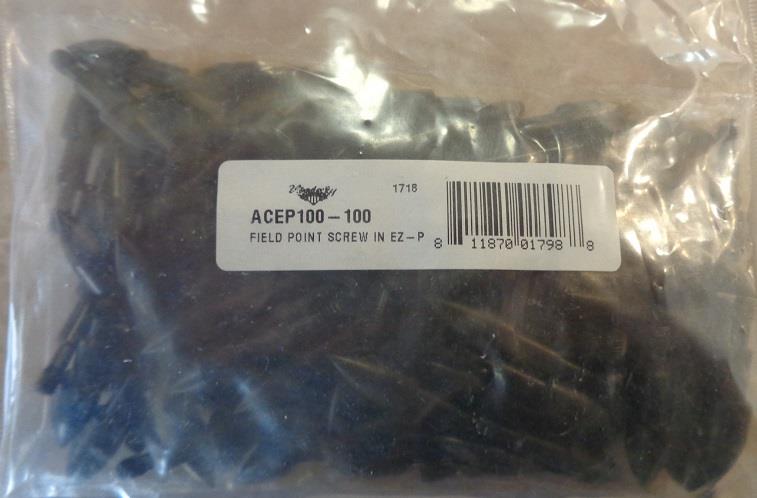 1718
ACEP100-100
FIELD POINT SCREW IN EZ-P
8 11870 01798 8